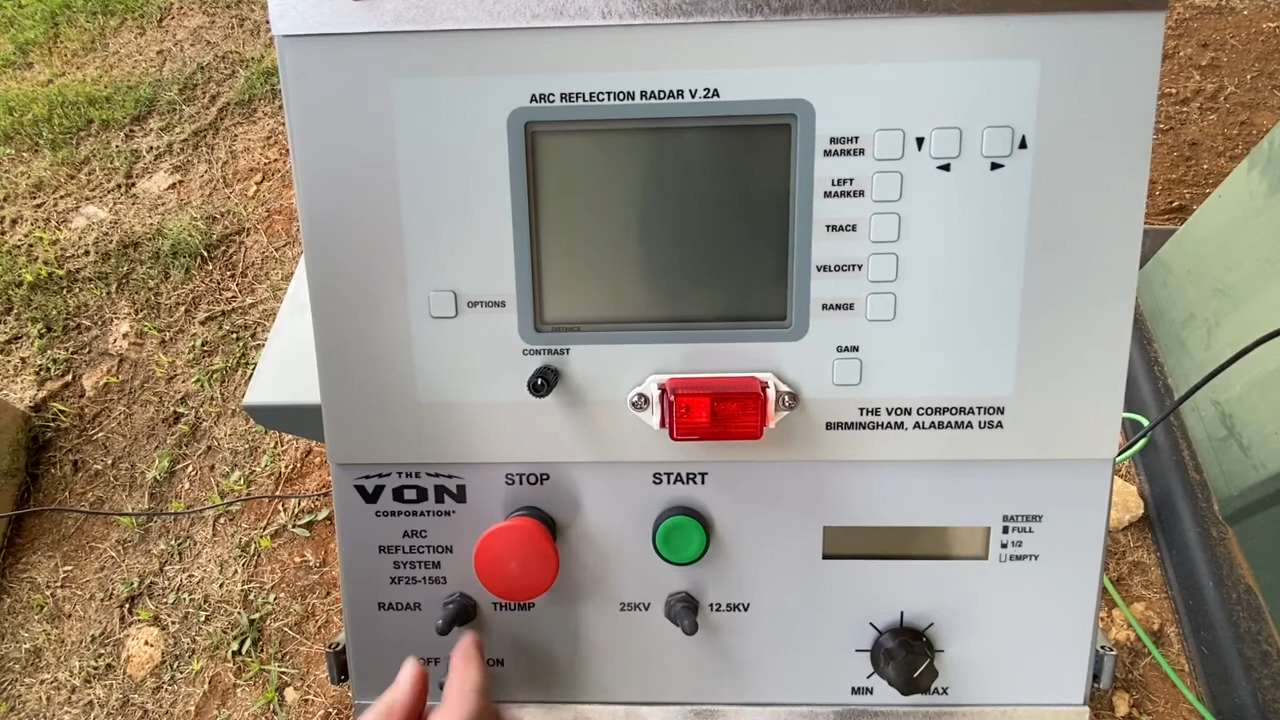 ARC REFLECTION RADAR V.2A
RIGHT
MARKER
LEFT
MARKER
TRACE
VELOCITY
RANGE
OPTIONS
DISTANCE
CONTRAST
GAIN
THE VON CORPORATION
BIRMINGHAM, ALABAMA USA
THE
VON
CORPORATION
STOP
START
ARC
REFLECTION
SYSTEM
XF25-1563
BATTERY
FULL
1/2
EMPTY
RADAR
THUMP
25KV
12.5KV
OFF
ON
MIN
MAX